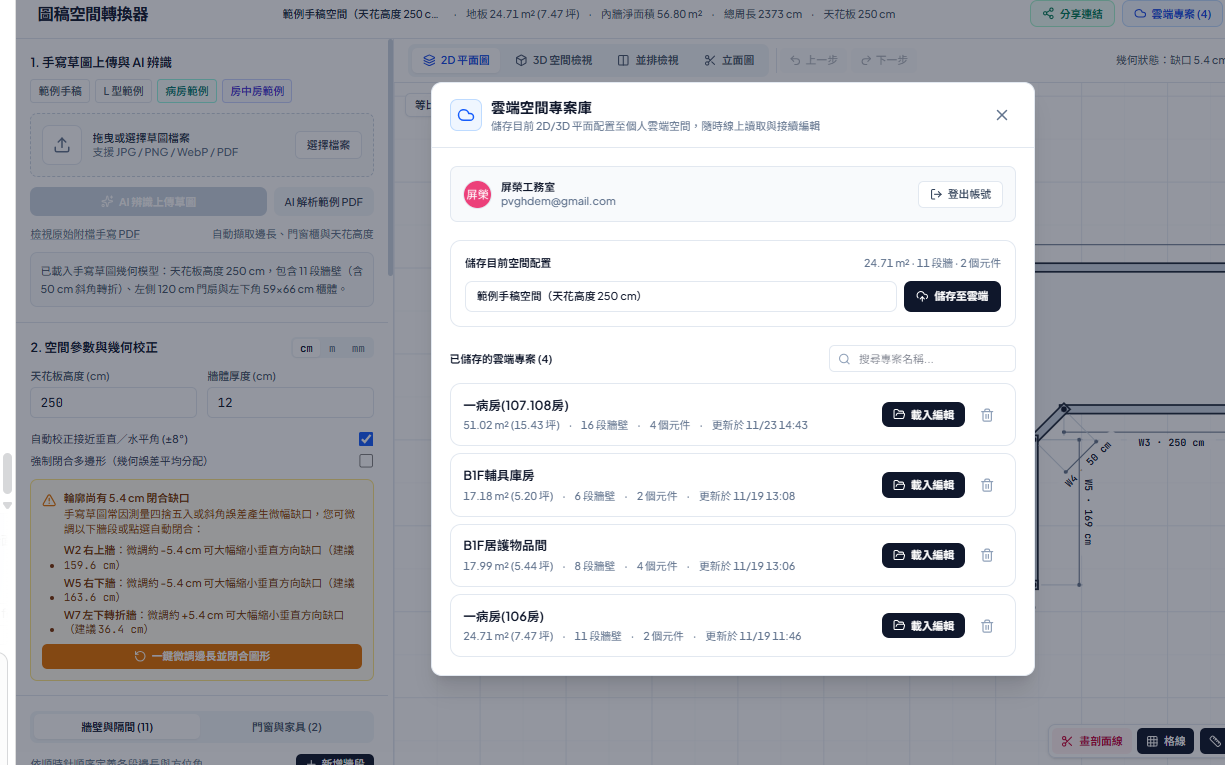 圖稿空間轉換器
範例手稿空間（天花板高度 250 c... · 地板 24.71 m² (7.47 坪) · 內牆淨面積 56.80 m² · 總周長 2373 cm · 天花板 250 cm
分享連結
雲端專案 (4)
1. 手寫草圖上傳與 AI 辨識
範例手稿
L 型範例
病房範例
房中房範例
拖曳或選擇草圖檔案
支援 JPG / PNG / WebP / PDF
選擇檔案
AI 辨識上傳草圖
AI 解析範例 PDF
檢視原始附檔手寫 PDF
自動擷取邊長、門窗櫃與天花高度
已載入手寫草圖幾何模型：天花板高度 250 cm，包含 11 段牆壁（含
50 cm 斜角轉折）、左側 120 cm 門扇與左下角 59×66 cm 櫃體。
2. 空間參數與幾何校正
cm
m
mm
天花板高度 (cm)
牆體厚度 (cm)
250
12
自動校正接近垂直／水平角 (±8°)
強制閉合多邊形（幾何誤差平均分配）
輪廓尚有 5.4 cm 閉合缺口
手寫草圖常因測量四捨五入或斜角誤差產生微幅缺口，您可微
調以下牆段或點選自動閉合：
W2 右上牆：微調約 -5.4 cm 可大幅縮小垂直方向缺口（建議
159.6 cm）
W5 右下牆：微調約 -5.4 cm 可大幅縮小垂直方向缺口（建議
163.6 cm）
W7 左下轉折牆：微調約 +5.4 cm 可大幅縮小垂直方向缺口
（建議 36.4 cm）
一鍵微調邊長並閉合圖形
牆壁與隔間 (11)
門窗與家具 (2)
依順時針順序定義各段邊長與方位角
＋ 新增牆段
2D 平面圖
3D 空間檢視
並排檢視
立面圖
上一步
下一步
幾何狀態：缺口 5.4 cm
等比
雲端空間專案庫
儲存目前 2D/3D 平面配置至個人雲端空間，隨時線上讀取與接續編輯
屏榮
屏榮工務室
pvghdem@gmail.com
登出帳號
儲存目前空間配置
24.71 m² · 11 段牆 · 2 個元件
範例手稿空間（天花板高度 250 cm）
儲存至雲端
已儲存的雲端專案 (4)
搜尋專案名稱...
一病房(107.108房)
51.02 m² (15.43 坪) · 16 段牆壁 · 4 個元件 · 更新於 11/23 14:43
載入編輯
B1F輔具庫房
17.18 m² (5.20 坪) · 6 段牆壁 · 2 個元件 · 更新於 11/19 13:08
載入編輯
B1F居護物品間
17.99 m² (5.44 坪) · 8 段牆壁 · 4 個元件 · 更新於 11/19 13:06
載入編輯
一病房(106房)
24.71 m² (7.47 坪) · 11 段牆壁 · 2 個元件 · 更新於 11/19 11:46
載入編輯
W3 · 250 cm
50 cm
W4
W5 · 169 cm
畫剖面線
格線